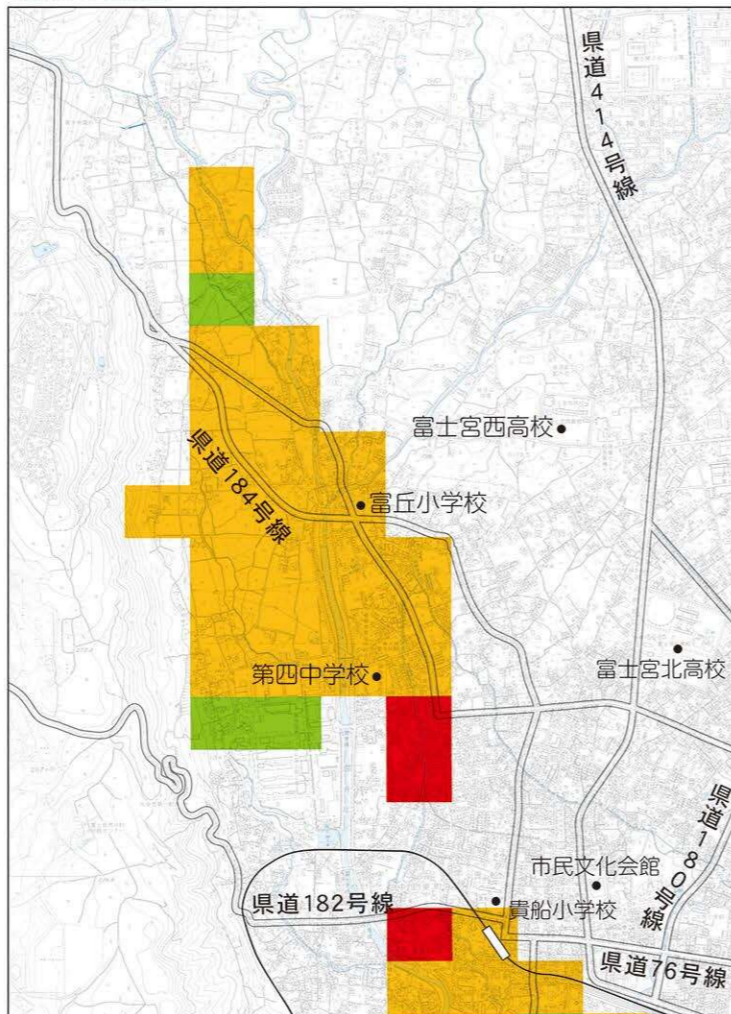 県道414号線
富士宮西高校
県道184号線
富丘小学校
第四中学校
富士宮北高校
県道180号線
市民文化会館
県道182号線
貴船小学校
県道76号線